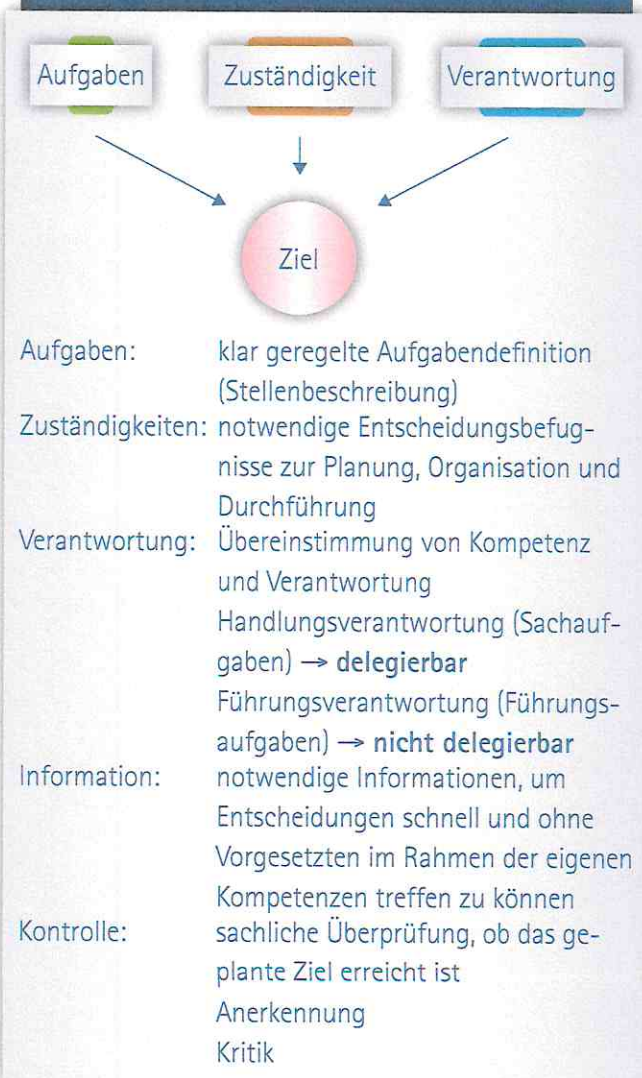 Aufgaben Zuständigkeit Verantwortung
Ziel
Aufgaben: klar geregelte Aufgabendefinition
(Stellenbeschreibung)
Zuständigkeiten: notwendige Entscheidungsbefug-
nisse zur Planung, Organisation und
Durchführung
Verantwortung: Übereinstimmung von Kompetenz
und Verantwortung
Handlungsverantwortung (Sachauf-
gaben) → delegierbar
Führungsverantwortung (Führungs-
aufgaben) → nicht delegierbar
Information: notwendige Informationen, um
Entscheidungen schnell und ohne
Vorgesetzten im Rahmen der eigenen
Kompetenzen treffen zu können
Kontrolle: sachliche Überprüfung, ob das ge-
plante Ziel erreicht ist
Anerkennung
Kritik